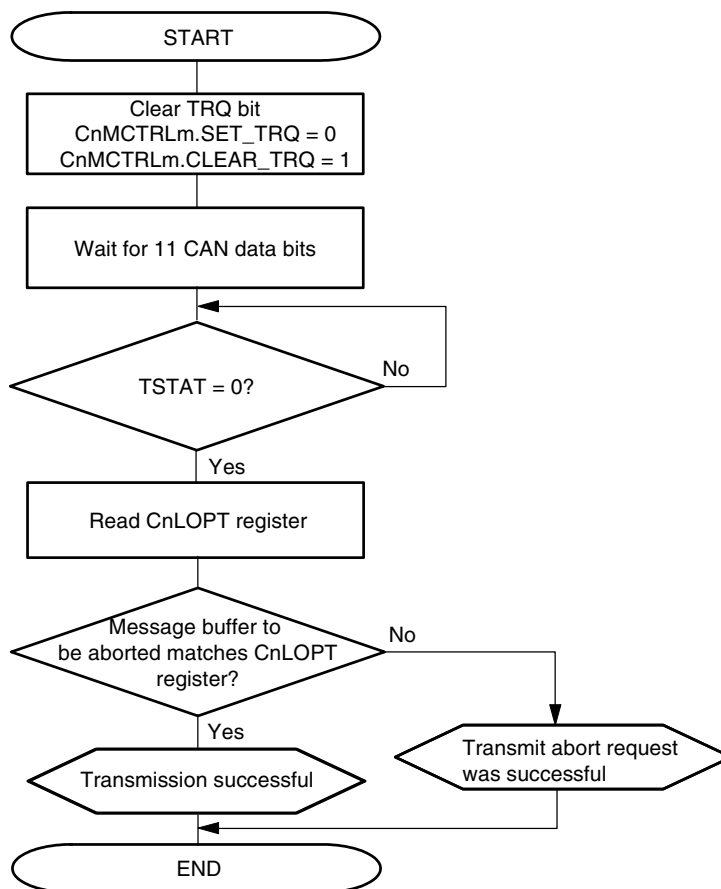 START
Clear TRQ bit
CnMCTRLm.SET_TRQ = 0
CnMCTRLm.CLEAR_TRQ = 1
Wait for 11 CAN data bits
TSTAT = 0?
No
Yes
Read CnLOPT register
Message buffer to
be aborted matches CnLOPT
register?
No
Yes
Transmission successful
Transmit abort request
was successful
END